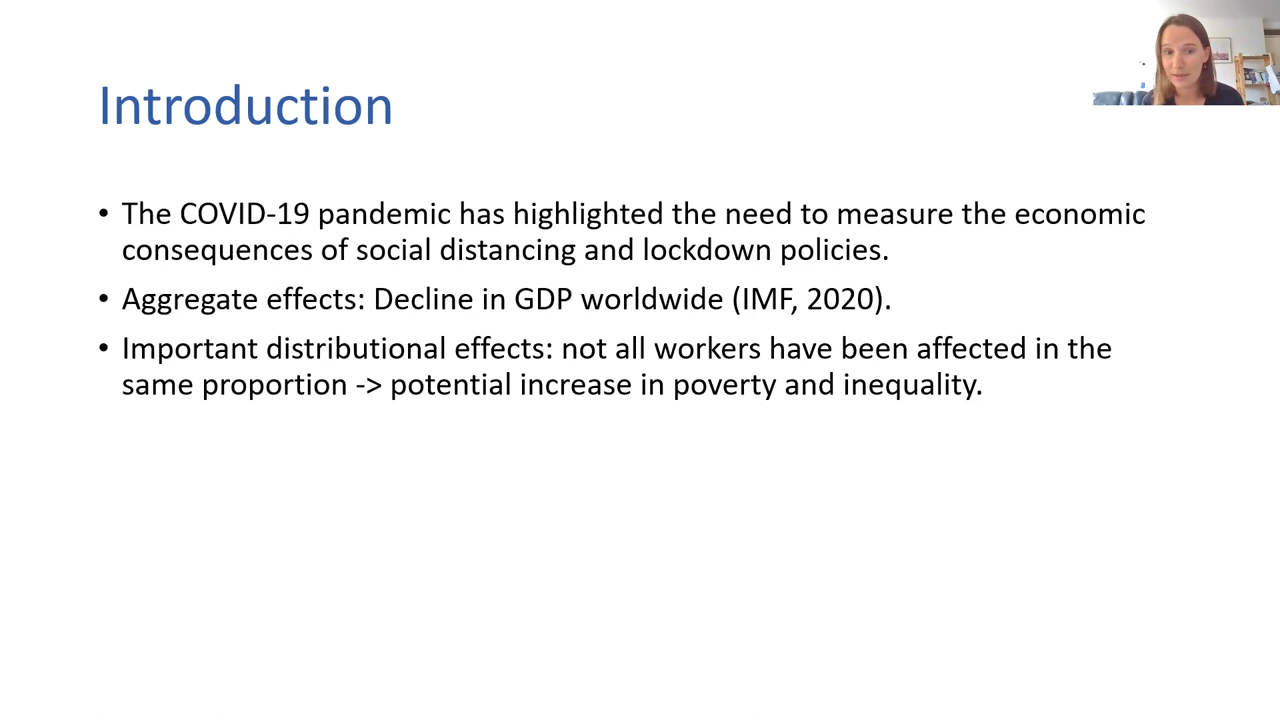 Introduction
• The COVID-19 pandemic has highlighted the need to measure the economic
consequences of social distancing and lockdown policies.
• Aggregate effects: Decline in GDP worldwide (IMF, 2020).
• Important distributional effects: not all workers have been affected in the
same proportion -> potential increase in poverty and inequality.